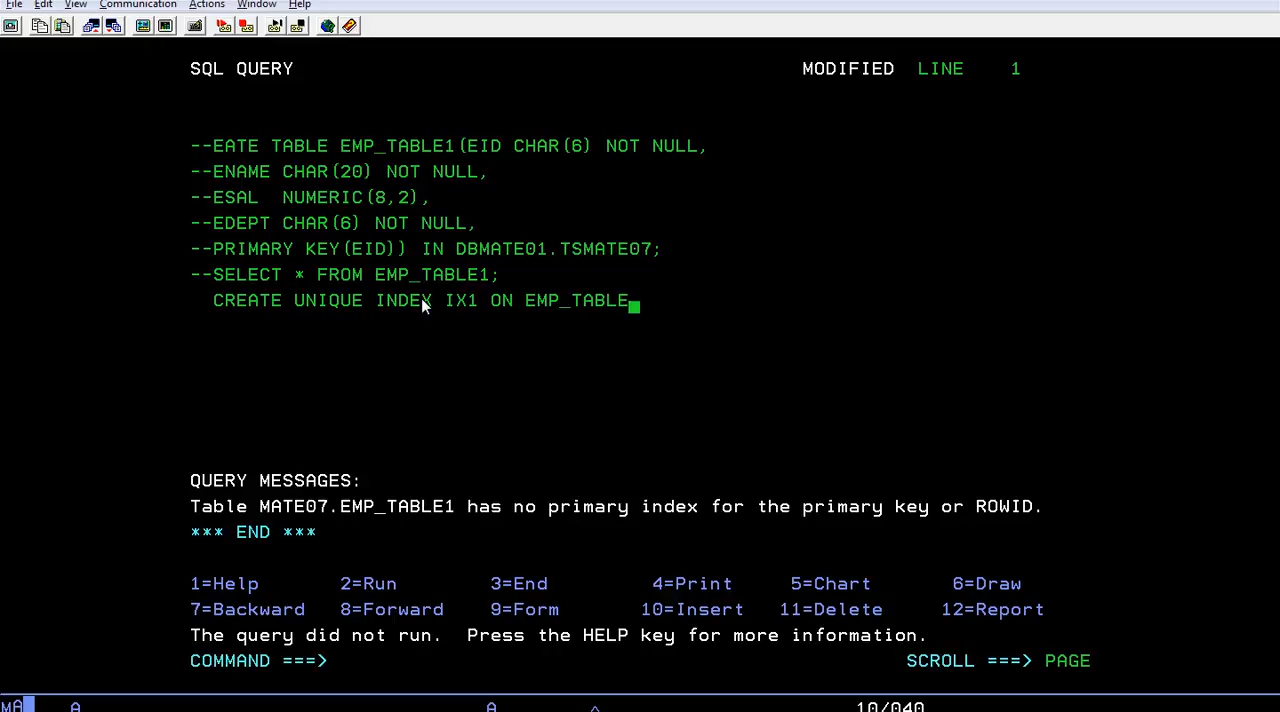 File Edit View Communication Actions Window Help
SQL QUERY MODIFIED LINE 1
--EATE TABLE EMP_TABLE1(EID CHAR(6) NOT NULL,
--ENAME CHAR(20) NOT NULL,
--ESAL  NUMERIC(8,2),
--EDEPT CHAR(6) NOT NULL,
--PRIMARY KEY(EID)) IN DBMATE01.TSMATE07;
--SELECT * FROM EMP_TABLE1;
CREATE UNIQUE INDEX IX1 ON EMP_TABLE
QUERY MESSAGES:
Table MATE07.EMP_TABLE1 has no primary index for the primary key or ROWID.
*** END ***
1=Help 2=Run 3=End 4=Print 5=Chart 6=Draw
7=Backward 8=Forward 9=Form 10=Insert 11=Delete 12=Report
The query did not run.  Press the HELP key for more information.
COMMAND ===> SCROLL ===> PAGE
MA A A 10/040